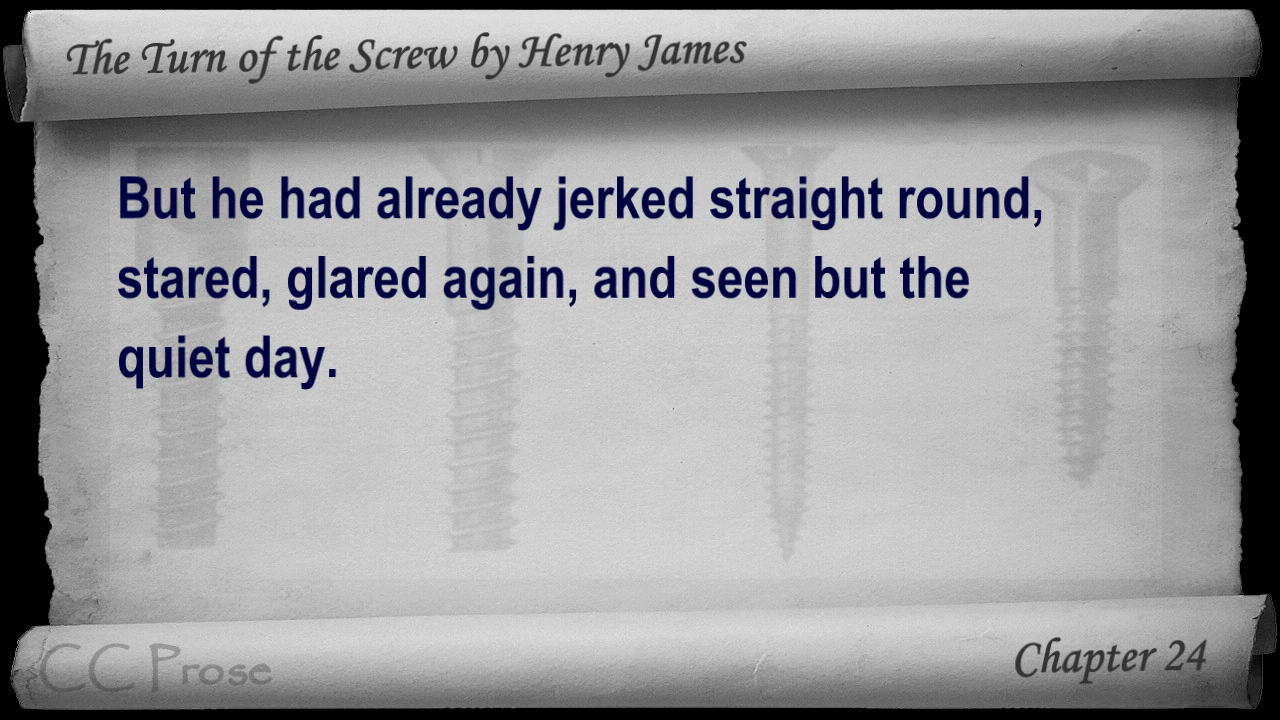 The Turn of the Screw by Henry James
But he had already jerked straight round,
stared, glared again, and seen but the
quiet day.
CC Prose
Chapter 24